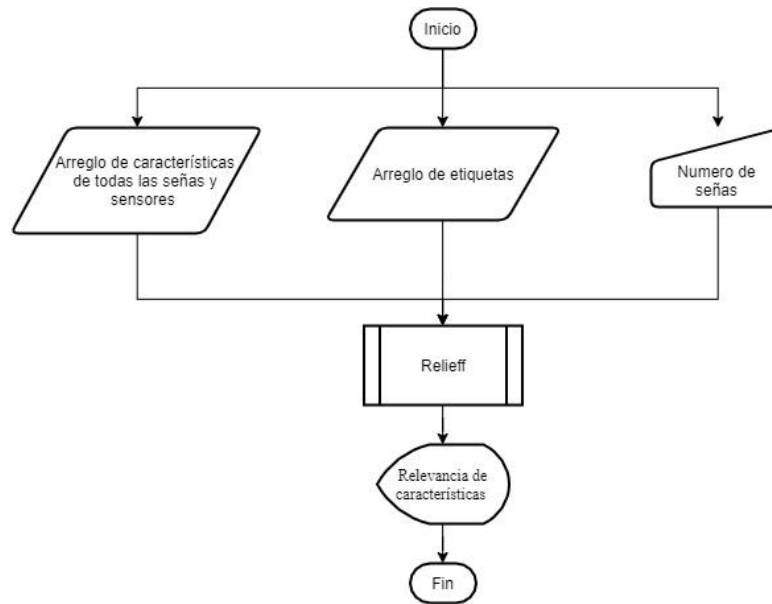 Inicio
Arreglo de características
de todas las señas y
sensores
Arreglo de etiquetas
Numero de
señas
Relieff
Relevancia de
características
Fin